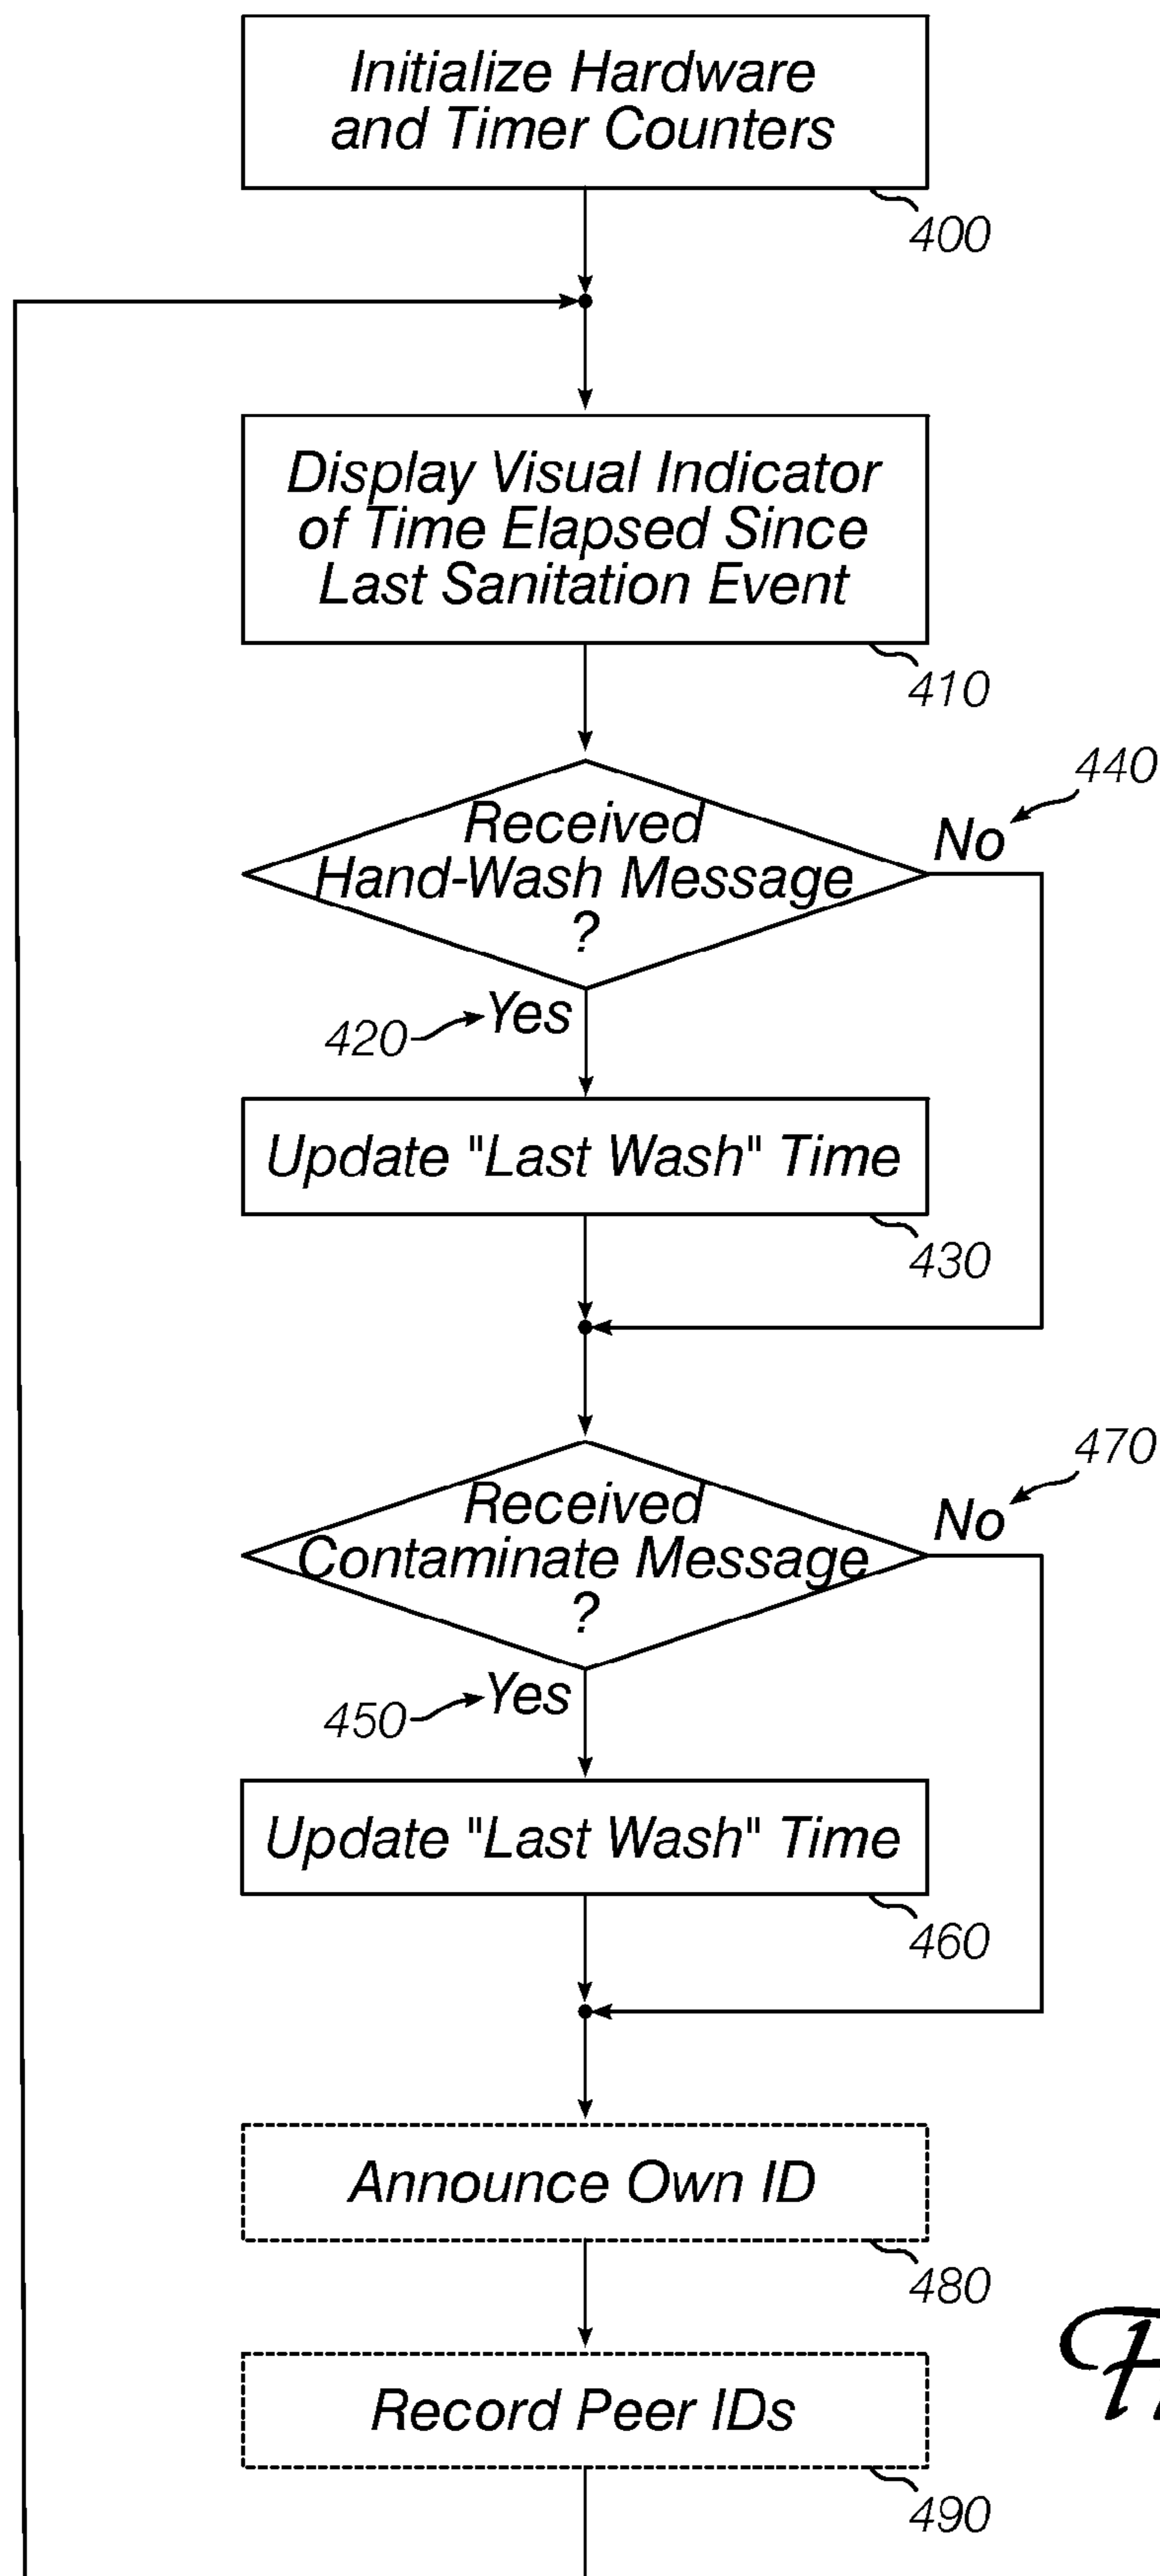 Initialize Hardware
and Timer Counters
400
Display Visual Indicator
of Time Elapsed Since
Last Sanitation Event
410
440
Received
Hand-Wash Message
?
No
Yes
420
Update "Last Wash" Time
430
470
Received
Contaminate Message
?
No
Yes
450
Update "Last Wash" Time
460
Announce Own ID
480
Record Peer IDs
490